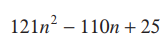 121n² – 110n + 25